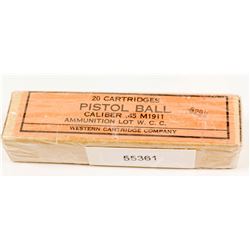 20 CARTRIDGES
PISTOL BALL
CALIBER .45 M1911
AMMUNITION LOT W. C. C.
WESTERN CARTRIDGE COMPANY
55361